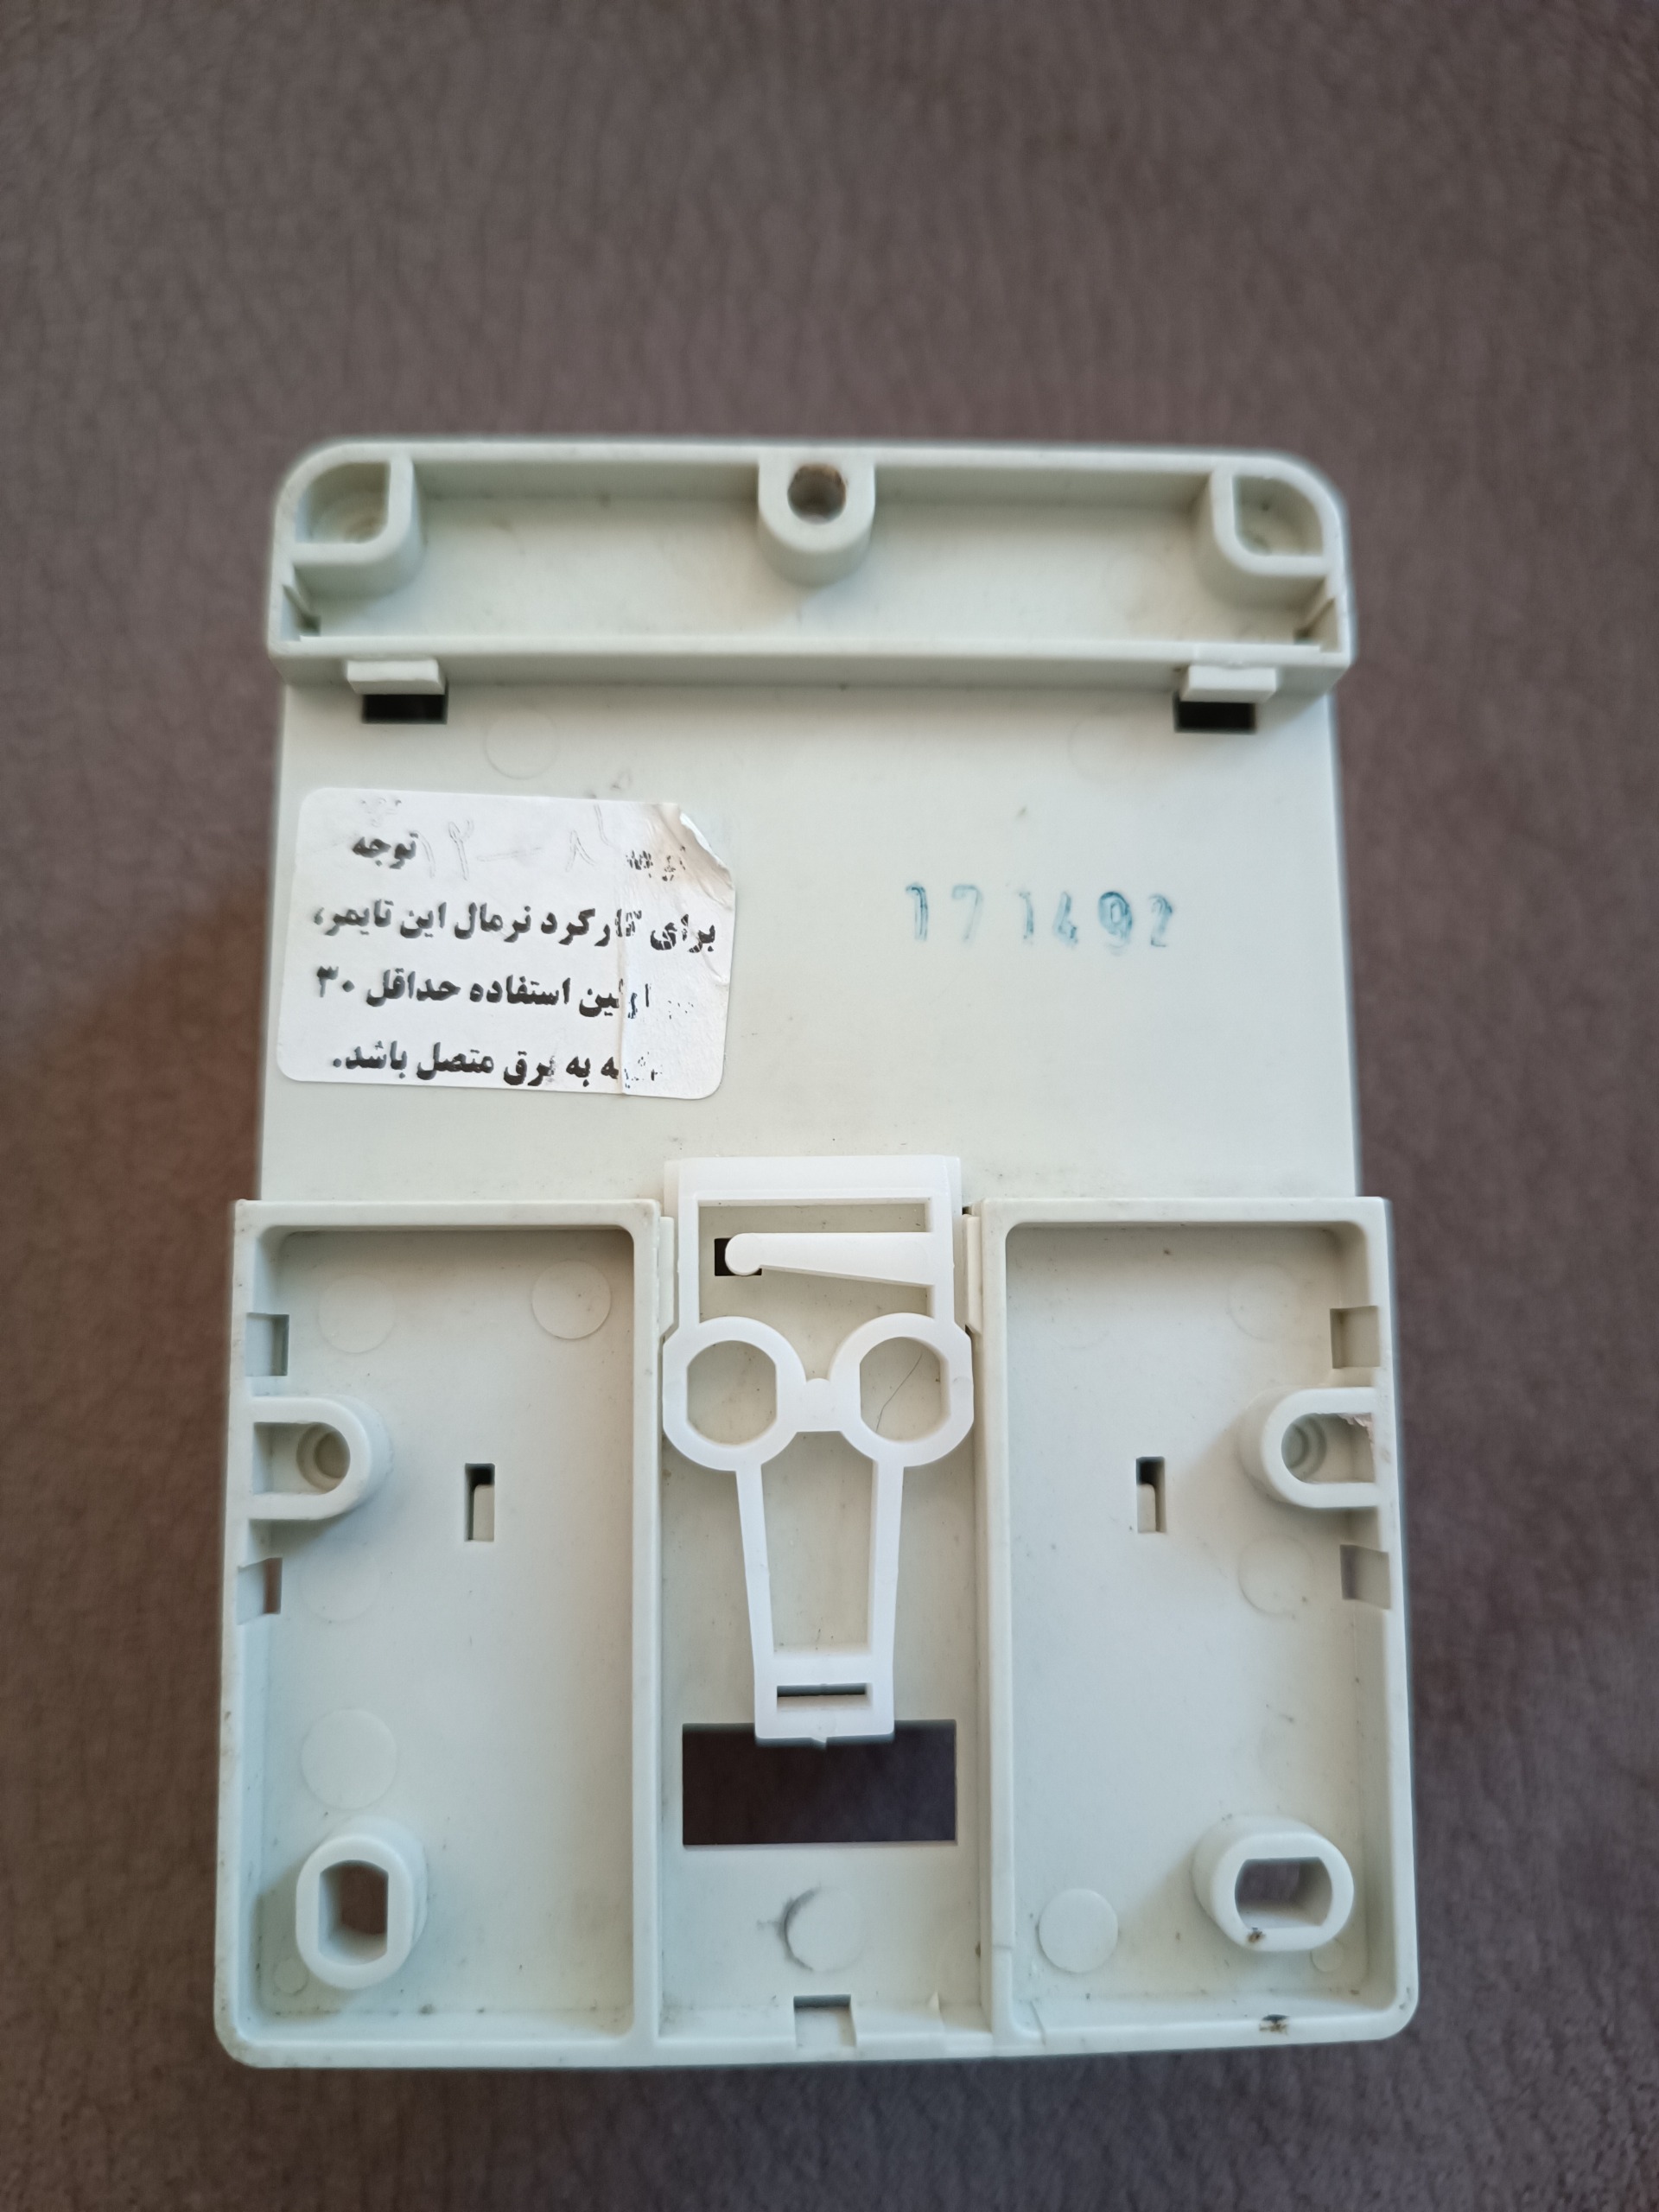 توجه
برای کارکرد نرمال این تایمر،
اولین استفاده حداقل ۳۰
به برق متصل باشد.
171492